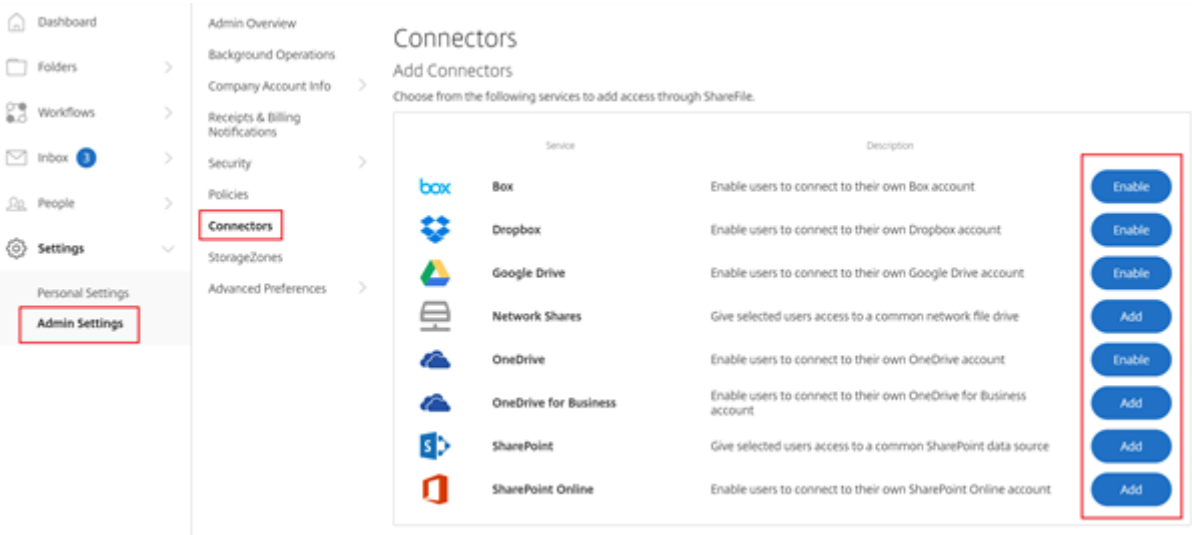 Dashboard
Folders
Workflows
Inbox 3
People
Settings
Personal Settings
Admin Settings
Admin Overview
Background Operations
Company Account Info
Receipts & Billing
Notifications
Security
Policies
Connectors
StorageZones
Advanced Preferences
Connectors
Add Connectors
Choose from the following services to add access through ShareFile.
Service Description
box Box Enable users to connect to their own Box account Enable
Dropbox Enable users to connect to their own Dropbox account Enable
Google Drive Enable users to connect to their own Google Drive account Enable
Network Shares Give selected users access to a common network file drive Add
OneDrive Enable users to connect to their own OneDrive account Enable
OneDrive for Business Enable users to connect to their own OneDrive for Business
account Add
S SharePoint Give selected users access to a common SharePoint data source Add
SharePoint Online Enable users to connect to their own SharePoint Online account Add